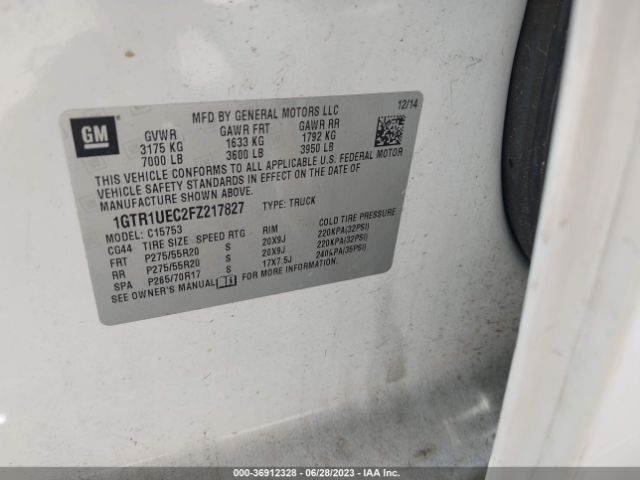 MFD BY GENERAL MOTORS LLC 12/14
GM
GVWR GAWR FRT GAWR RR
3175 KG 1633 KG 1792 KG
7000 LB 3600 LB 3950 LB
THIS VEHICLE CONFORMS TO ALL APPLICABLE U.S. FEDERAL MOTOR
VEHICLE SAFETY STANDARDS IN EFFECT ON THE DATE OF
MANUFACTURE SHOWN ABOVE.
1GTR1UEC2FZ217827 TYPE: TRUCK
MODEL: C15753
CG44 TIRE SIZE SPEED RTG RIM COLD TIRE PRESSURE
FRT P275/55R20 S 20X9J 220KPA(32PSI)
RR P275/55R20 S 20X9J 220KPA(32PSI)
SPA P265/70R17 S 17X7.5J 240KPA(35PSI)
SEE OWNER'S MANUAL FOR MORE INFORMATION.
000-36912328 - 06/28/2023 - IAA Inc.